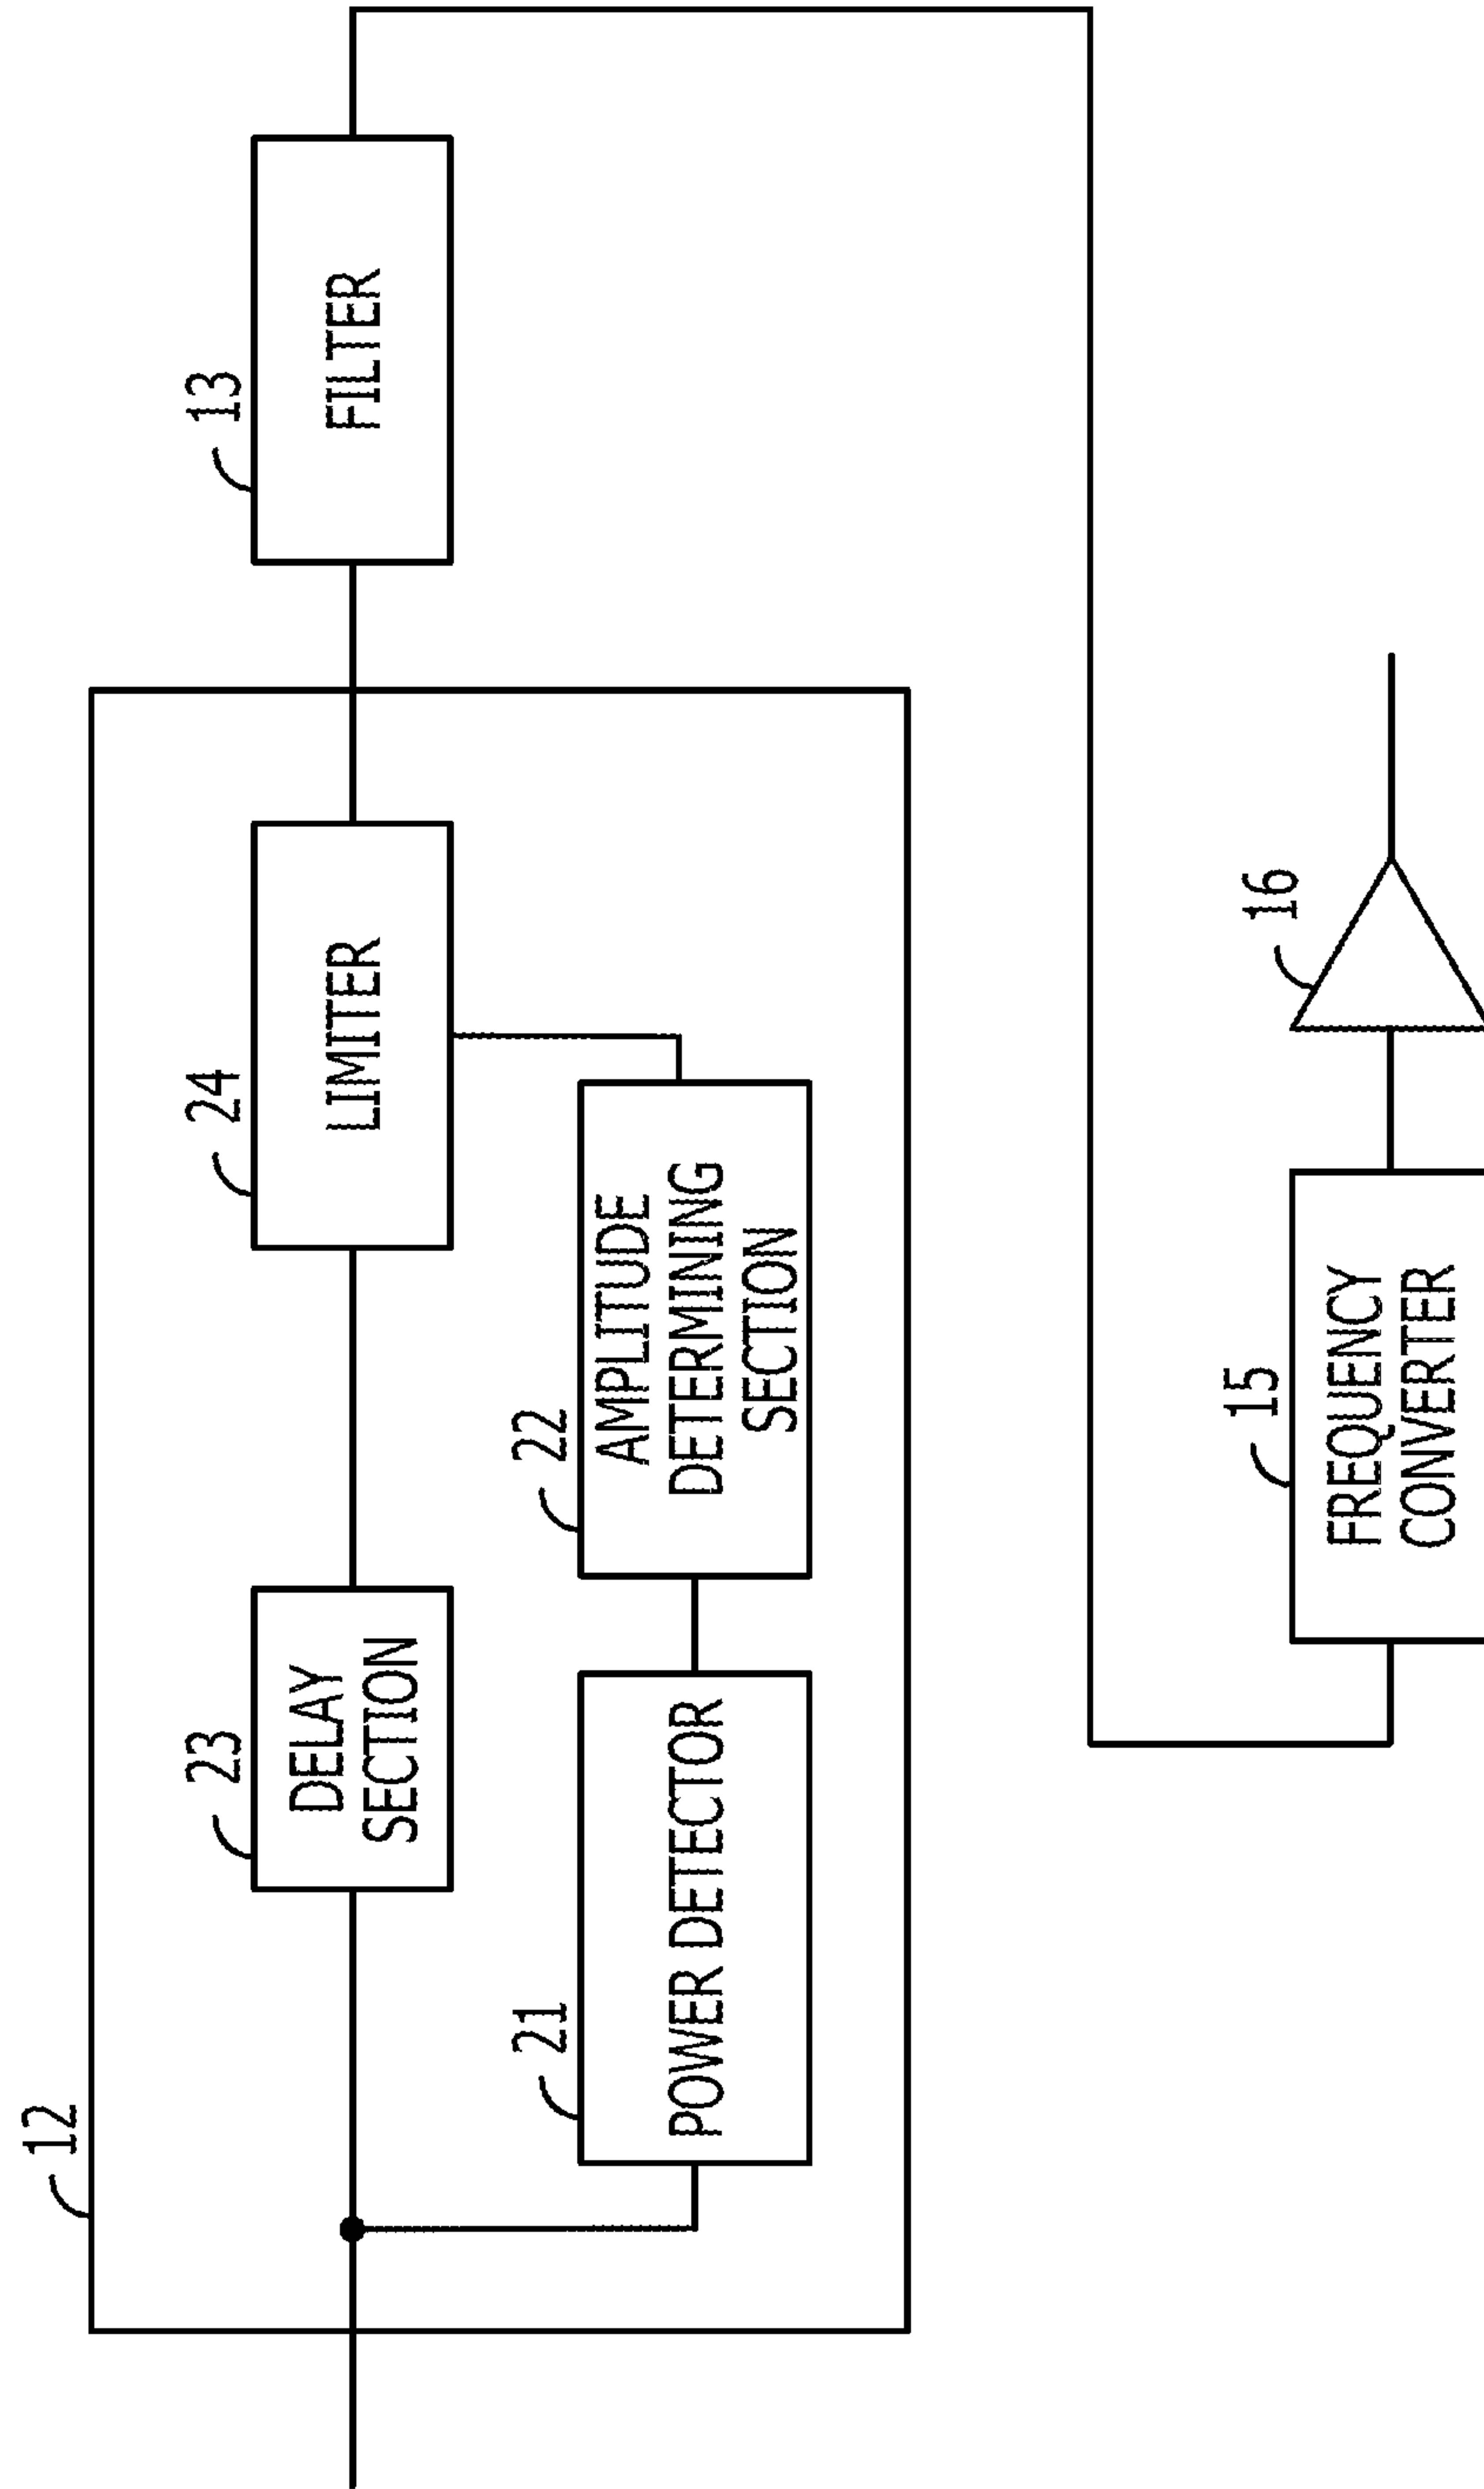 12
23
DELAY
SECTION
24
LIMITER
13
FILTER
21
POWER DETECTOR
22
AMPLITUDE
DETERMINING
SECTION
15
FREQUENCY
CONVERTER
16